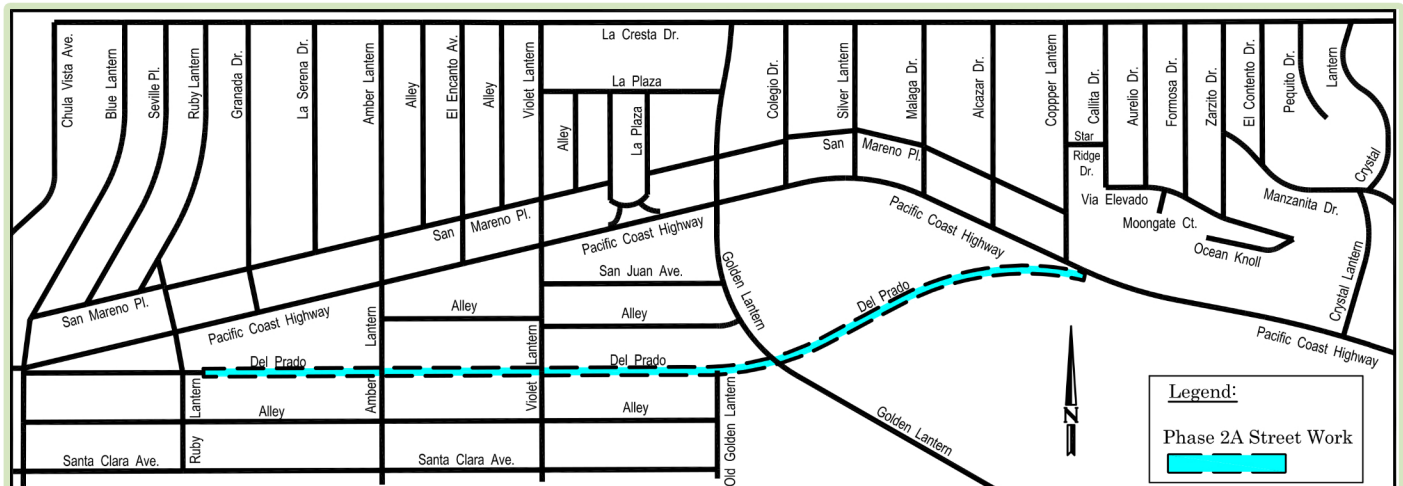 Chula Vista Ave.
Blue Lantern
Seville Pl.
Ruby Lantern
Granada Dr.
La Serena Dr.
Amber Lantern
Alley
El Encanto Av.
Alley
Violet Lantern
La Cresta Dr.
La Plaza
Alley
La Plaza
Colegio Dr.
Silver Lantern
Malaga Dr.
Alcazar Dr.
Coppper Lantern
Callita Dr.
Aurelio Dr.
Formosa Dr.
Zarzito Dr.
El Contento Dr.
Pequito Dr.
Lantern
Crystal
Star
Ridge
Dr.
Via Elevado
Moongate Ct.
Manzanita Dr.
Ocean Knoll
Crystal Lantern
San Mareno Pl.
San Mareno Pl.
San Mareno Pl.
Pacific Coast Highway
Pacific Coast Highway
Pacific Coast Highway
Pacific Coast Highway
San Juan Ave.
Golden Lantern
Alley
Alley
Lantern
Lantern
Del Prado
Del Prado
Del Prado
Lantern
Ruby
Amber
Violet
Alley
Alley
Old Golden Lantern
Golden Lantern
Santa Clara Ave.
Santa Clara Ave.
N
Legend:
Phase 2A Street Work